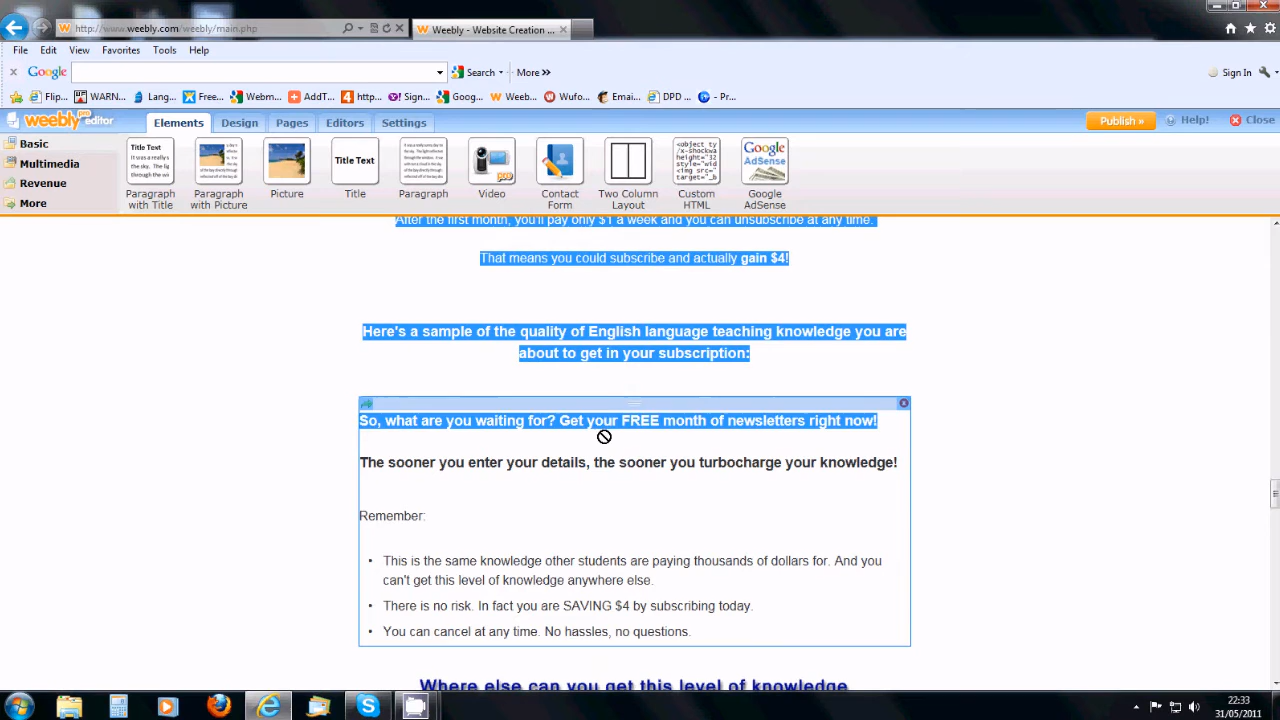 http://www.weebly.com/weebly/main.php
Weebly - Website Creation ...
File Edit View Favorites Tools Help
Google Search More »
Sign In
Flip... WARN... Lang... Free... Webm... AddT... http... Sign... Goog... Weeb... Wufo... Emai... DPD ... - Pr...
weebly pro editor
Elements Design Pages Editors Settings
Publish » Help! Close
Basic
Multimedia
Revenue
More
Title Text
Title Text
pro
Google AdSense
Paragraph with Title
Paragraph with Picture
Picture
Title
Paragraph
Video
Contact Form
Two Column Layout
Custom HTML
Google AdSense
After the first month, you'll pay only $1 a week and you can unsubscribe at any time.
That means you could subscribe and actually gain $4!
Here's a sample of the quality of English language teaching knowledge you are
about to get in your subscription:
So, what are you waiting for? Get your FREE month of newsletters right now!
The sooner you enter your details, the sooner you turbocharge your knowledge!
Remember:
• This is the same knowledge other students are paying thousands of dollars for. And you
can't get this level of knowledge anywhere else.
• There is no risk. In fact you are SAVING $4 by subscribing today.
• You can cancel at any time. No hassles, no questions.
Where else can you get this level of knowledge
22:33
31/05/2011